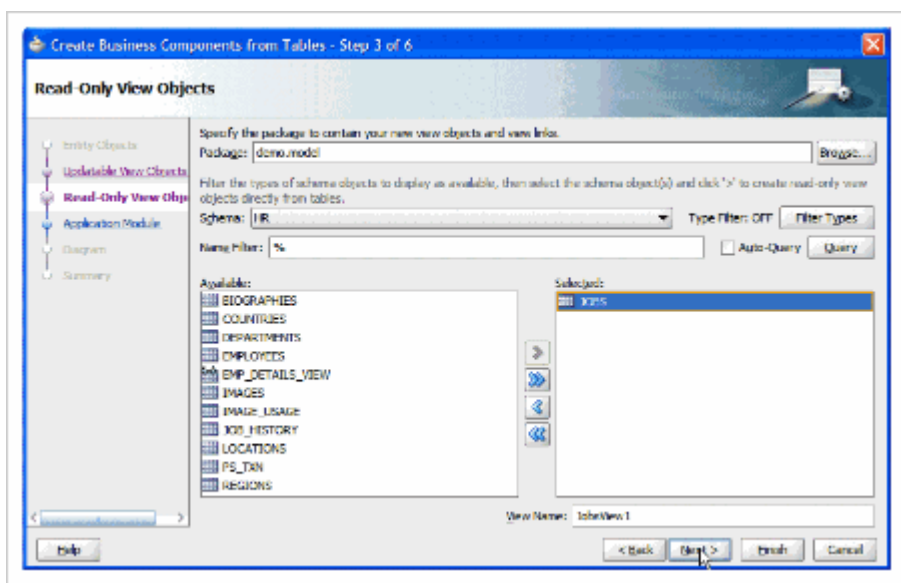 Create Business Components from Tables - Step 3 of 6
Read-Only View Objects
Entity Objects
Updatable View Objects
Read-Only View Obje
Application Module
Diagram
Summary
Specify the package to contain your new view objects and view links.
Package: demo.model
Browse...
Filter the types of schema objects to display as available, then select the schema object(s) and click '>' to create read-only view
objects directly from tables.
Schema: HR
Type Filter: OFF
Filter Types
Name Filter: %
Auto-Query
Query
Available:
BIOGRAPHIES
COUNTRIES
DEPARTMENTS
EMPLOYEES
EMP_DETAILS_VIEW
IMAGES
IMAGE_USAGE
JOB_HISTORY
LOCATIONS
PS_TXN
REGIONS
Selected:
JOBS
View Name: JobsView1
Help
< Back
Next >
Finish
Cancel